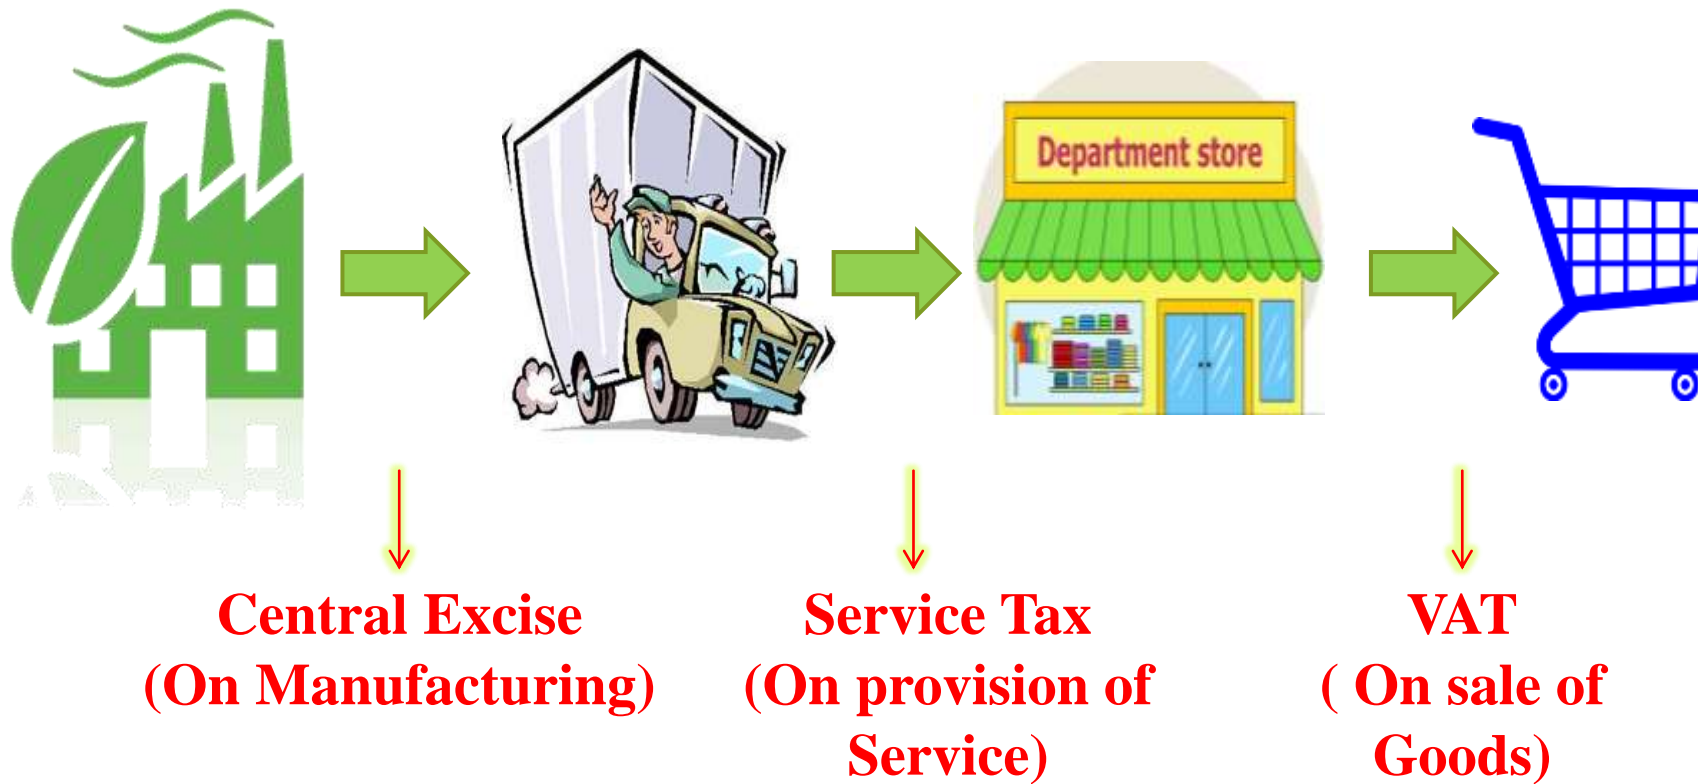 Department store
Central Excise
(On Manufacturing)
Service Tax
(On provision of
Service)
VAT
( On sale of
Goods)